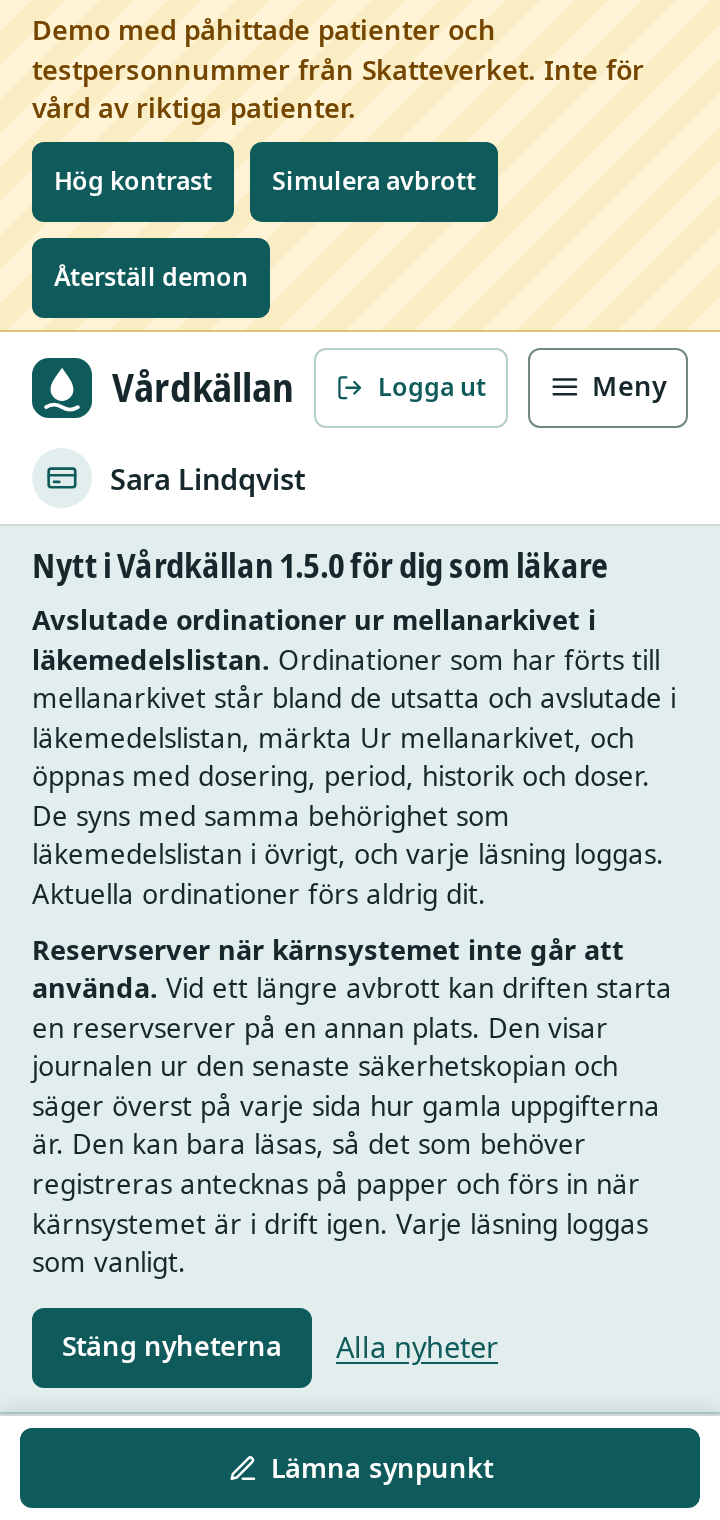 Demo med påhittade patienter och
testpersonnummer från Skatteverket. Inte för
vård av riktiga patienter.
Hög kontrast
Simulera avbrott
Återställ demon
Vårdkällan
Logga ut
Meny
Sara Lindqvist
Nytt i Vårdkällan 1.5.0 för dig som läkare
Avslutade ordinationer ur mellanarkivet i
läkemedelslistan. Ordinationer som har förts till
mellanarkivet står bland de utsatta och avslutade i
läkemedelslistan, märkta Ur mellanarkivet, och
öppnas med dosering, period, historik och doser.
De syns med samma behörighet som
läkemedelslistan i övrigt, och varje läsning loggas.
Aktuella ordinationer förs aldrig dit.
Reservserver när kärnsystemet inte går att
använda. Vid ett längre avbrott kan driften starta
en reservserver på en annan plats. Den visar
journalen ur den senaste säkerhetskopian och
säger överst på varje sida hur gamla uppgifterna
är. Den kan bara läsas, så det som behöver
registreras antecknas på papper och förs in när
kärnsystemet är i drift igen. Varje läsning loggas
som vanligt.
Stäng nyheterna
Alla nyheter
Lämna synpunkt